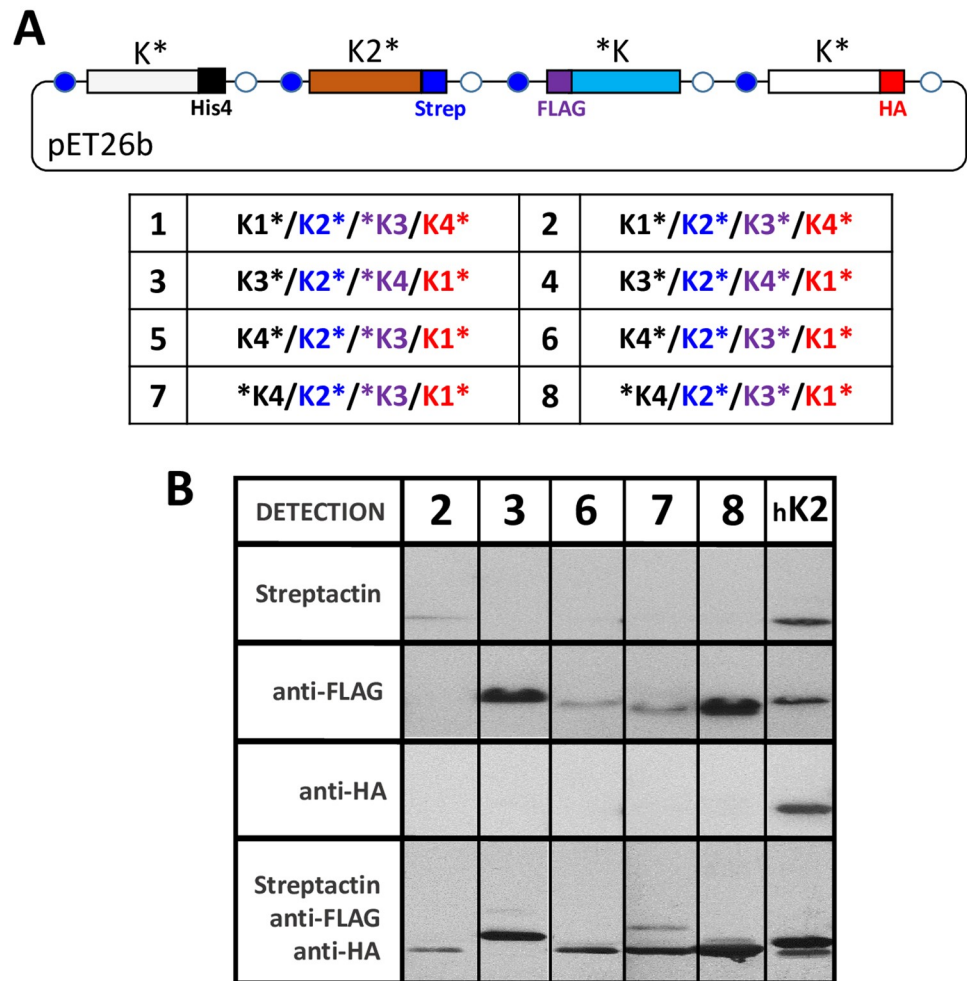 A
K* K2* *K K*
His4 Strep FLAG HA
pET26b
1 K1*/K2*/*K3/K4* 2 K1*/K2*/K3*/K4*
3 K3*/K2*/*K4/K1* 4 K3*/K2*/K4*/K1*
5 K4*/K2*/*K3/K1* 6 K4*/K2*/K3*/K1*
7 *K4/K2*/*K3/K1* 8 *K4/K2*/K3*/K1*
B
DETECTION 2 3 6 7 8 hK2
Streptactin
anti-FLAG
anti-HA
Streptactin
anti-FLAG
anti-HA